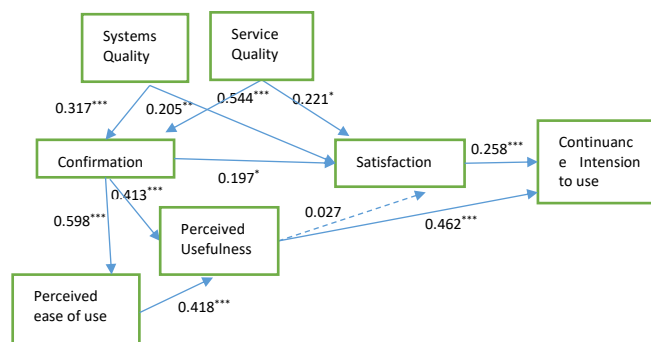 Systems
Quality
Service
Quality
0.317***
0.205**
0.544***
0.221*
Confirmation
Satisfaction
0.258***
Continuanc
e Intension
to use
0.197*
0.413***
0.598***
Perceived
Usefulness
0.027
0.462***
Perceived
ease of use
0.418***